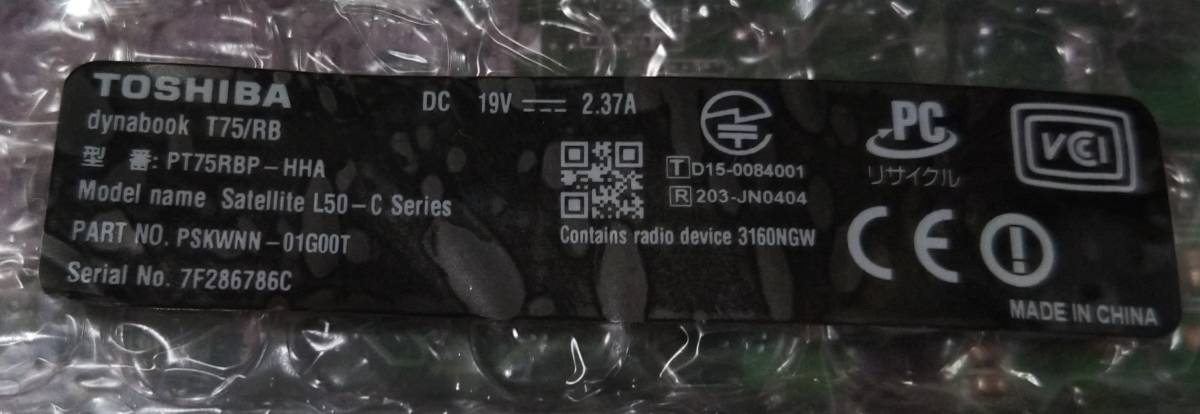 TOSHIBA
dynabook T75/RB
型 番: PT75RBP-HHA
Model name Satellite L50-C Series
PART NO. PSKWNN-01G00T
Serial No. 7F286786C
DC 19V 2.37A
T D15-0084001
R 203-JN0404
Contains radio device 3160NGW
PC
リサイクル
VCCI
CE
MADE IN CHINA